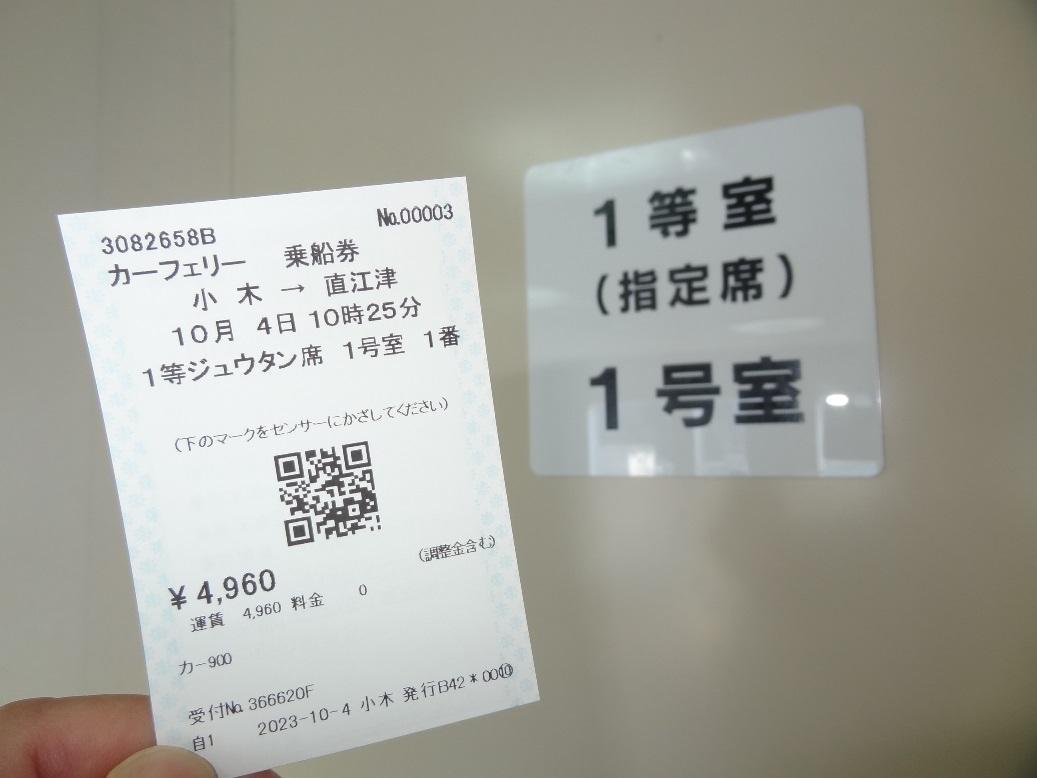 3082658B
No.00003
カーフェリー 乗船券
小 木 → 直江津
10月 4日 10時25分
1等ジュウタン席 1号室 1番
(下のマークをセンサーにかざしてください)
(調整金含む)
¥4,960
運賃 4,960 料金 0
カ-900
受付No.366620F
自1 2023-10-4 小木 発行B42*
1等室
(指定席)
1号室